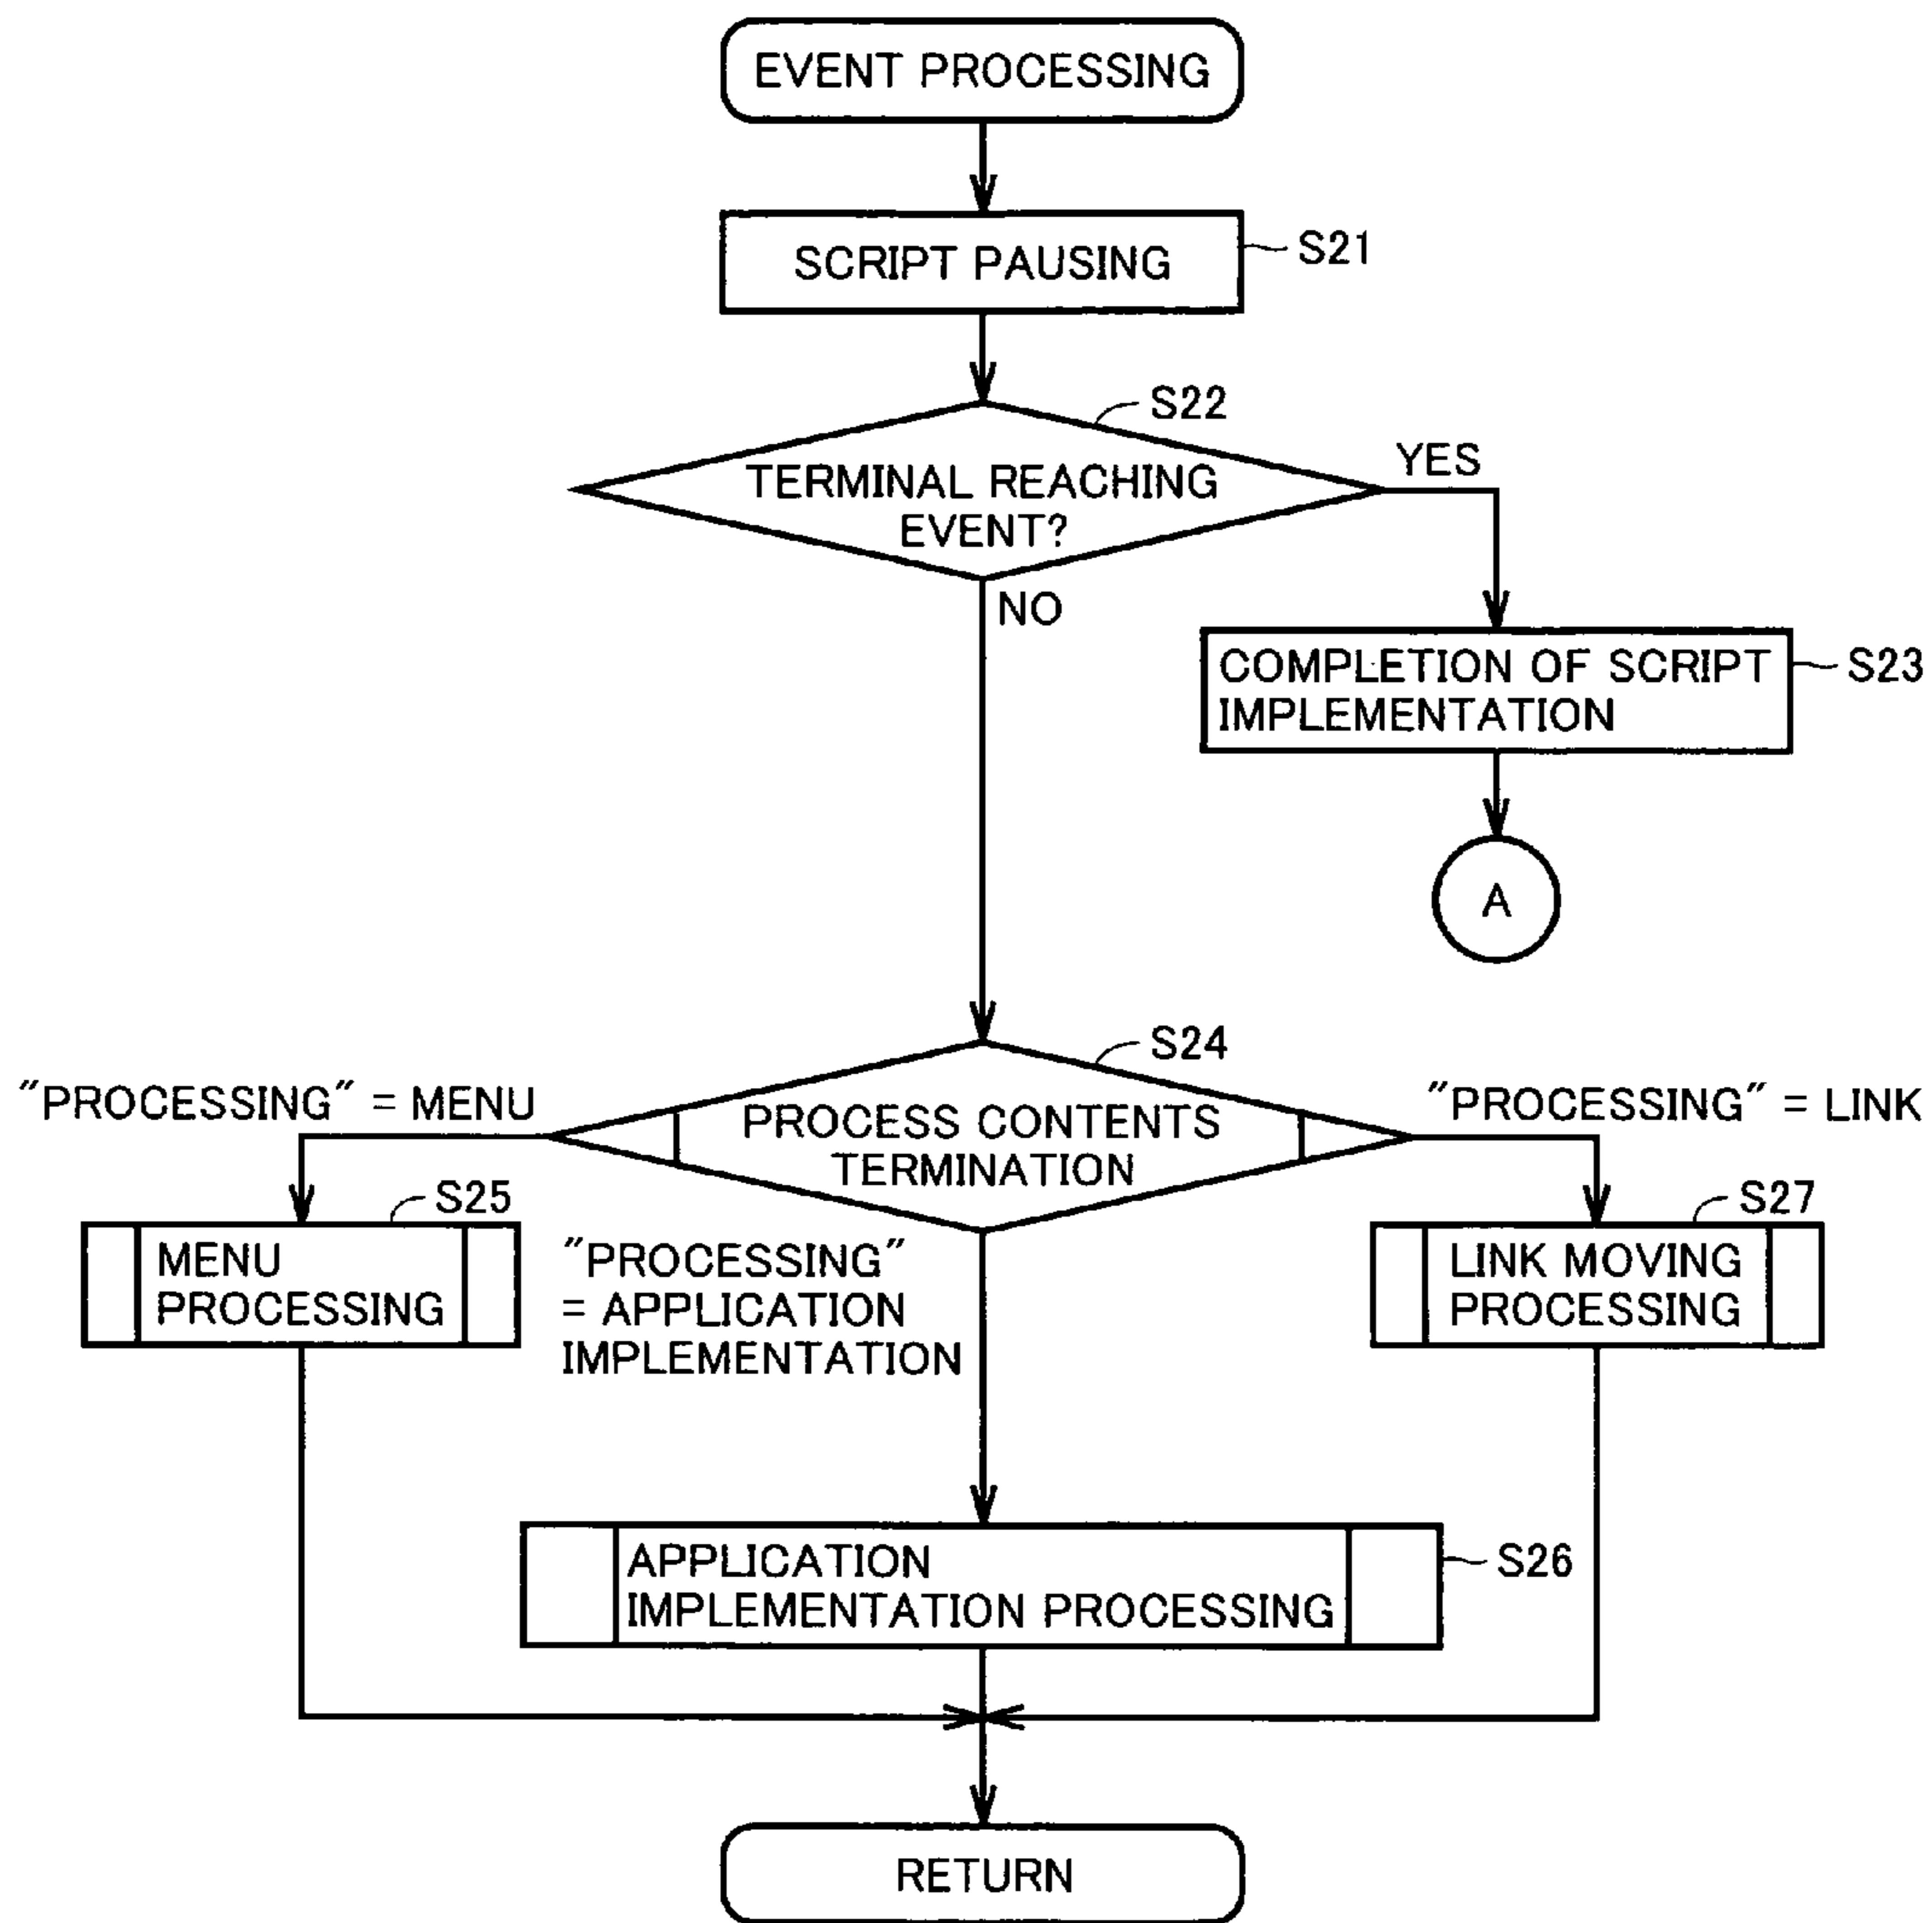 EVENT PROCESSING
SCRIPT PAUSING
S21
S22
TERMINAL REACHING
EVENT?
YES
NO
COMPLETION OF SCRIPT
IMPLEMENTATION
S23
A
S24
PROCESS CONTENTS
TERMINATION
"PROCESSING" = MENU
"PROCESSING" = LINK
S25
MENU
PROCESSING
"PROCESSING"
= APPLICATION
IMPLEMENTATION
S27
LINK MOVING
PROCESSING
APPLICATION
IMPLEMENTATION PROCESSING
S26
RETURN